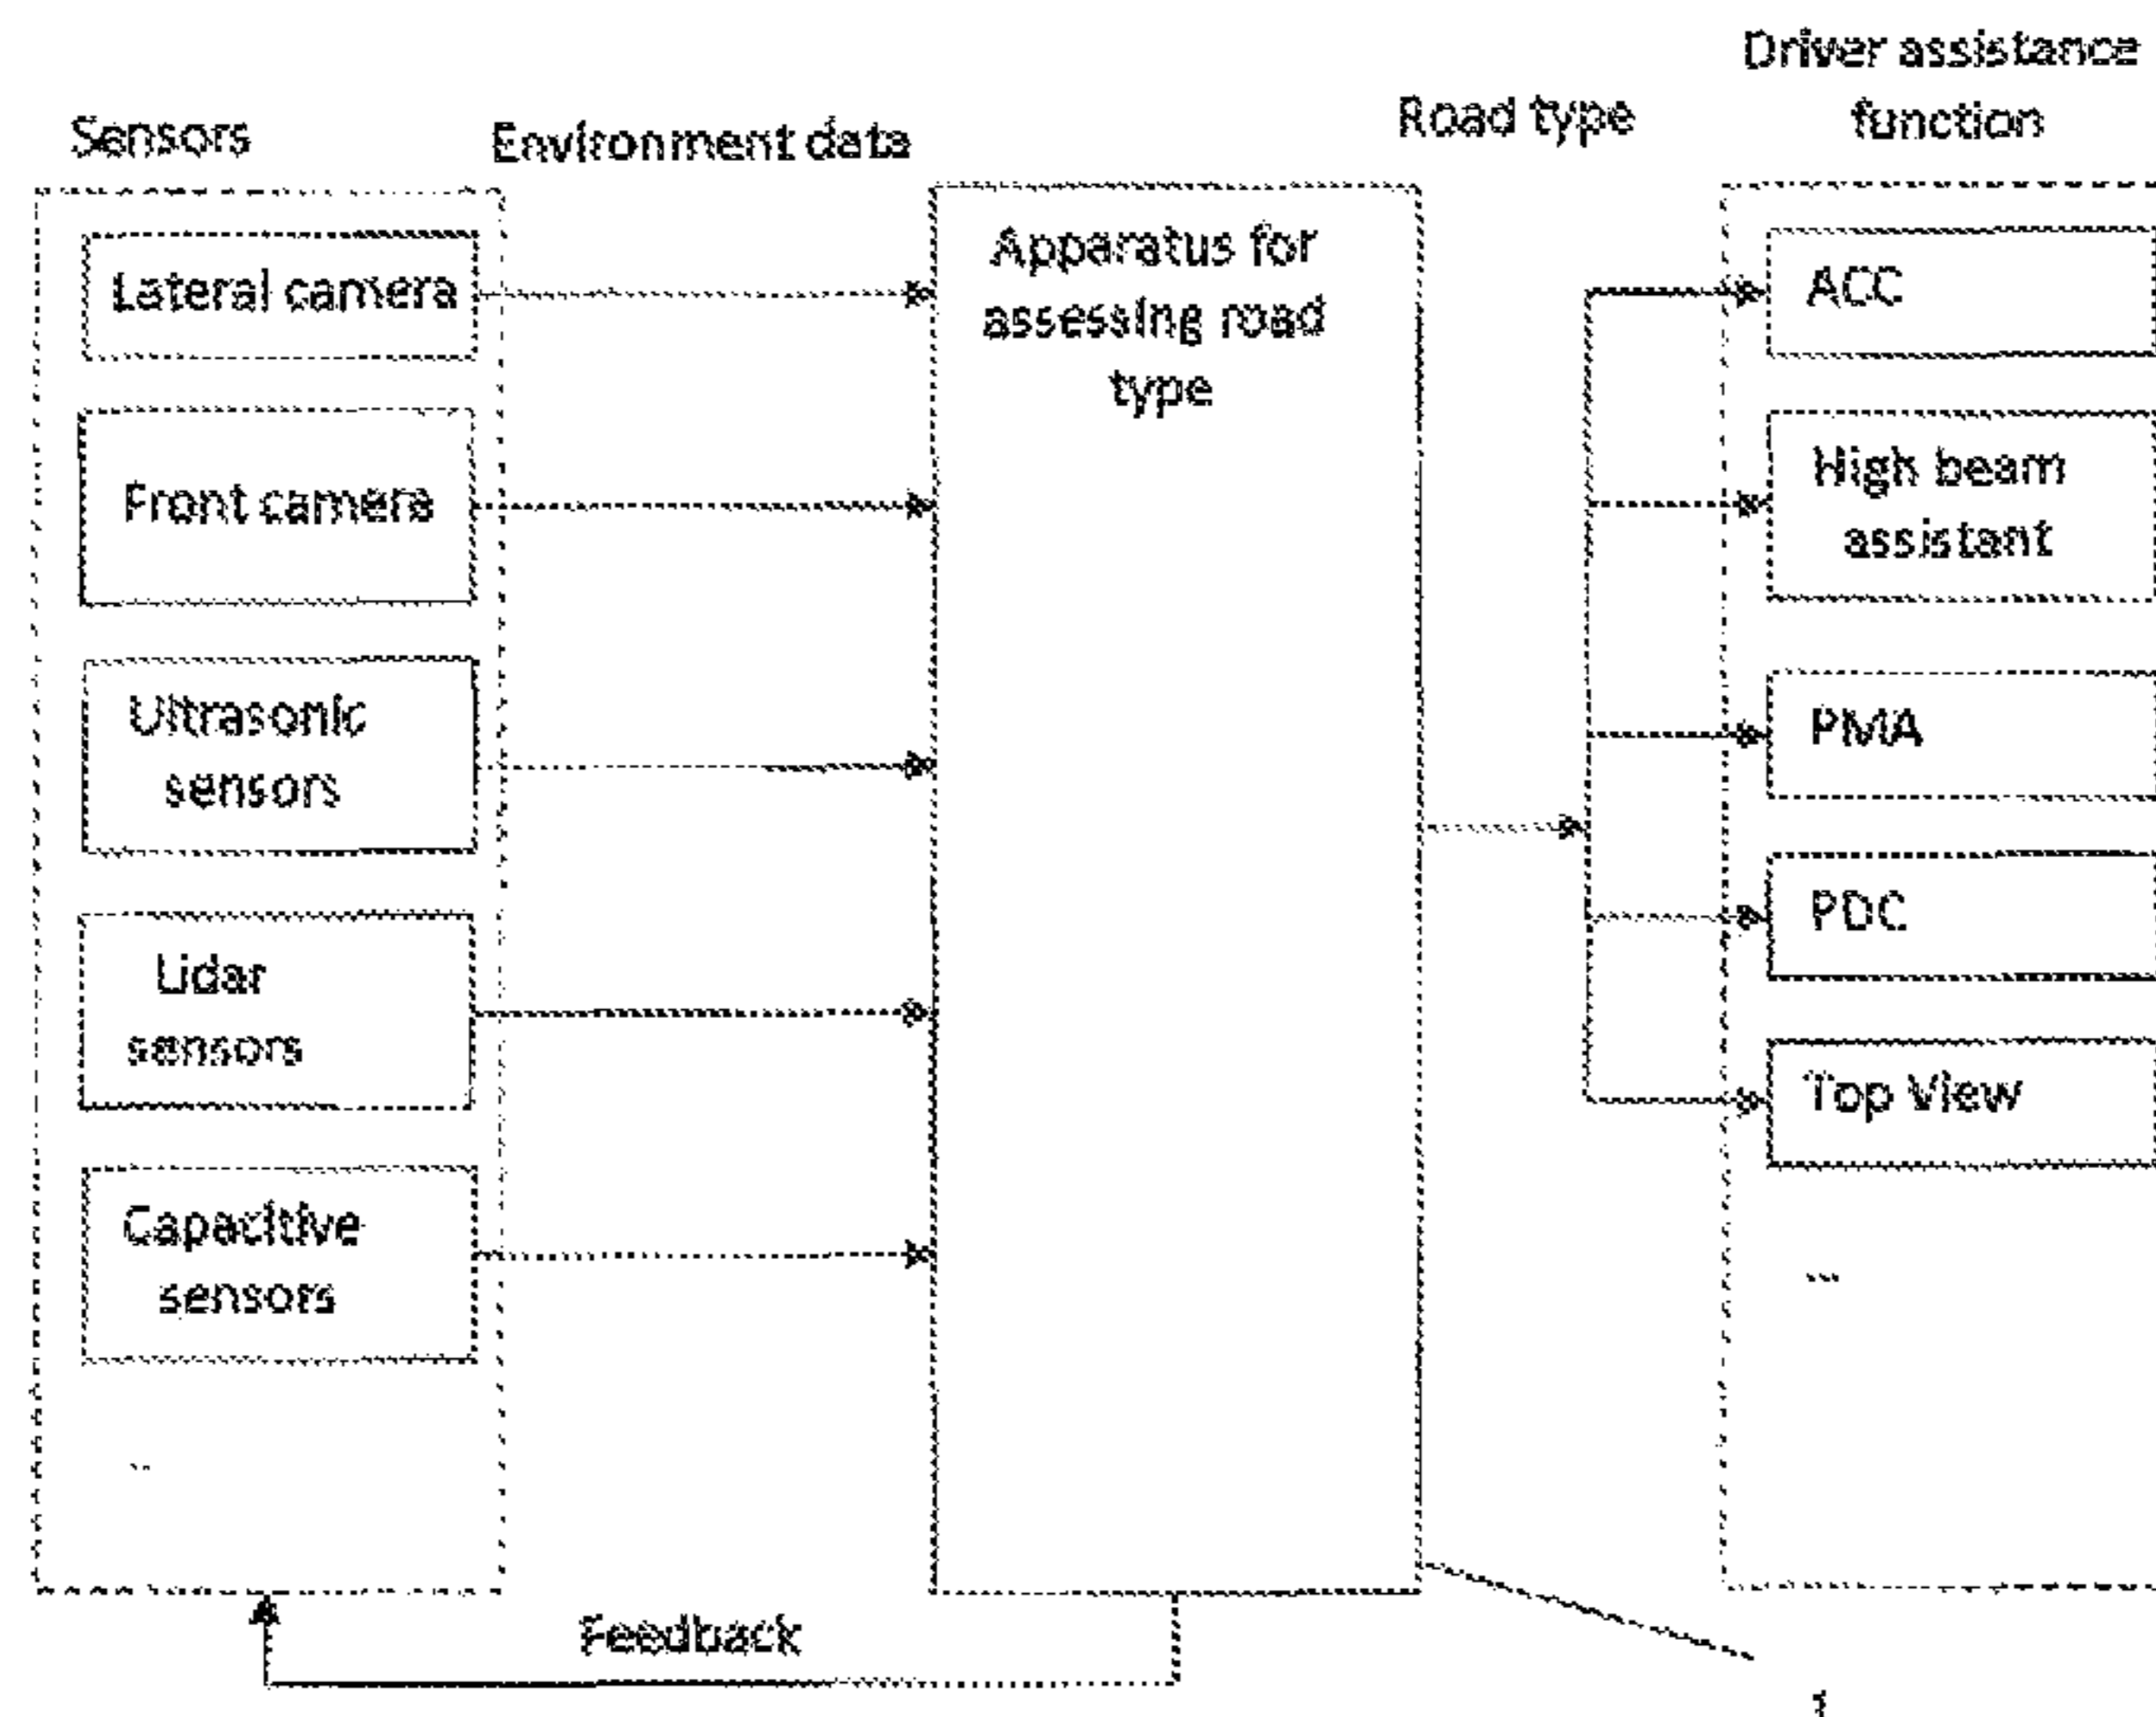 Sensors
Environment data
Road type
Driver assistance
function
Lateral camera
Front camera
Ultrasonic
sensors
Lidar
sensors
Capacitive
sensors
...
Apparatus for
assessing road
type
ACC
High beam
assistant
PMA
PDC
Top View
...
Feedback
1